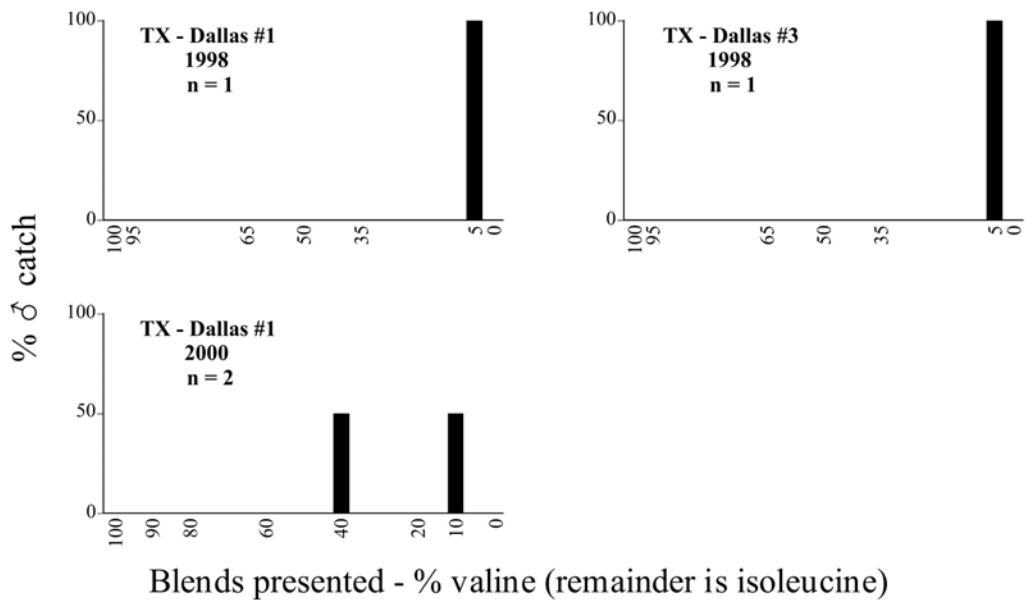 TX - Dallas #1
1998
n = 1
100
50
0
100 95 65 50 35 5 0
TX - Dallas #3
1998
n = 1
100
50
0
100 95 65 50 35 5 0
% ♂ catch
TX - Dallas #1
2000
n = 2
100
50
0
100 90 80 60 40 20 10 0
Blends presented - % valine (remainder is isoleucine)